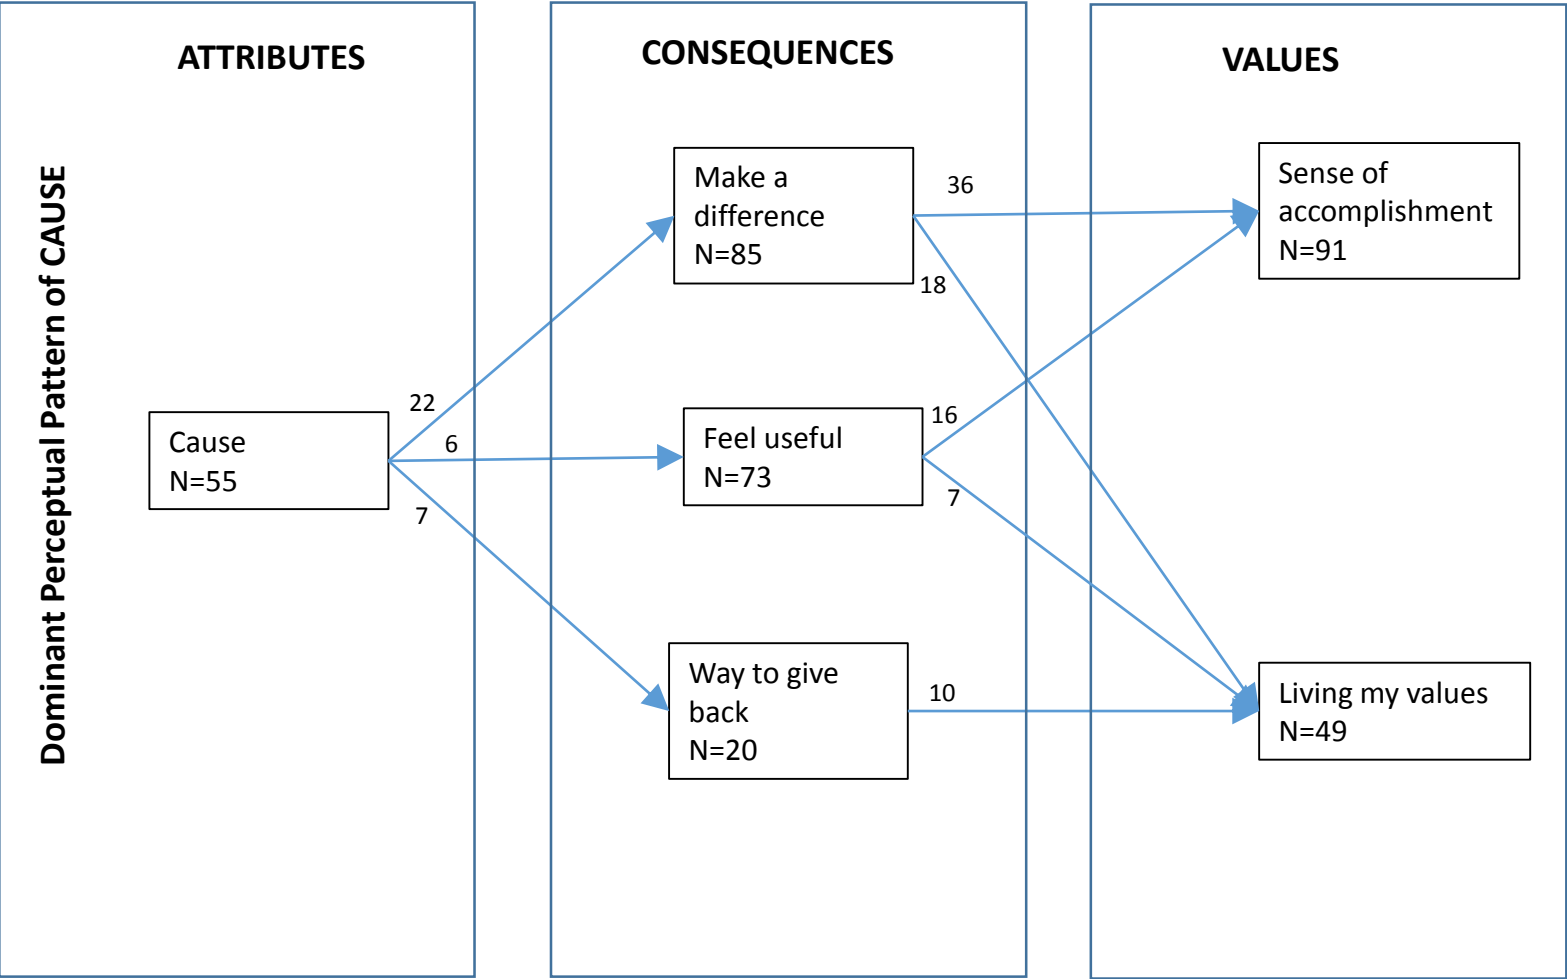 ATTRIBUTES
CONSEQUENCES
VALUES
Dominant Perceptual Pattern of CAUSE
Cause
N=55
22
6
7
Make a
difference
N=85
36
18
Feel useful
N=73
16
7
Way to give
back
N=20
10
Sense of
accomplishment
N=91
Living my values
N=49